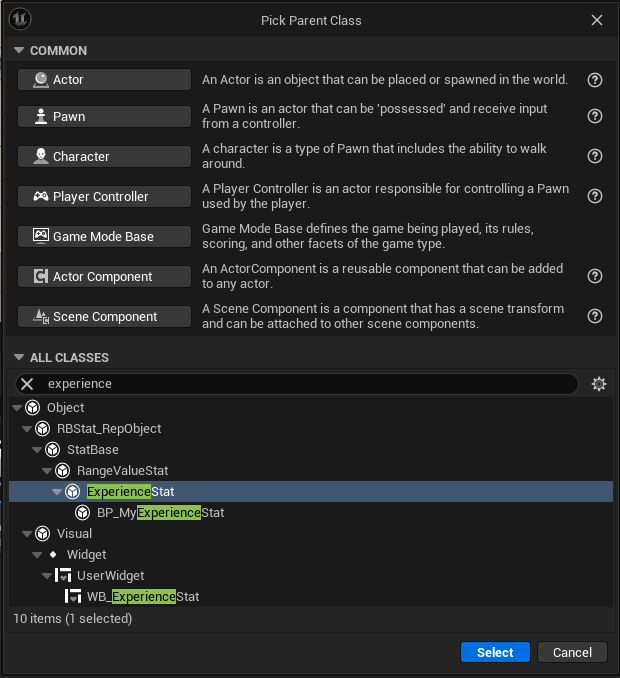 Pick Parent Class
COMMON
Actor
An Actor is an object that can be placed or spawned in the world.
Pawn
A Pawn is an actor that can be 'possessed' and receive input
from a controller.
Character
A character is a type of Pawn that includes the ability to walk
around.
Player Controller
A Player Controller is an actor responsible for controlling a Pawn
used by the player.
Game Mode Base
Game Mode Base defines the game being played, its rules,
scoring, and other facets of the game type.
Actor Component
An ActorComponent is a reusable component that can be added
to any actor.
Scene Component
A Scene Component is a component that has a scene transform
and can be attached to other scene components.
ALL CLASSES
experience
Object
RBStat_RepObject
StatBase
RangeValueStat
ExperienceStat
BP_MyExperienceStat
Visual
Widget
UserWidget
WB_ExperienceStat
10 items (1 selected)
Select
Cancel